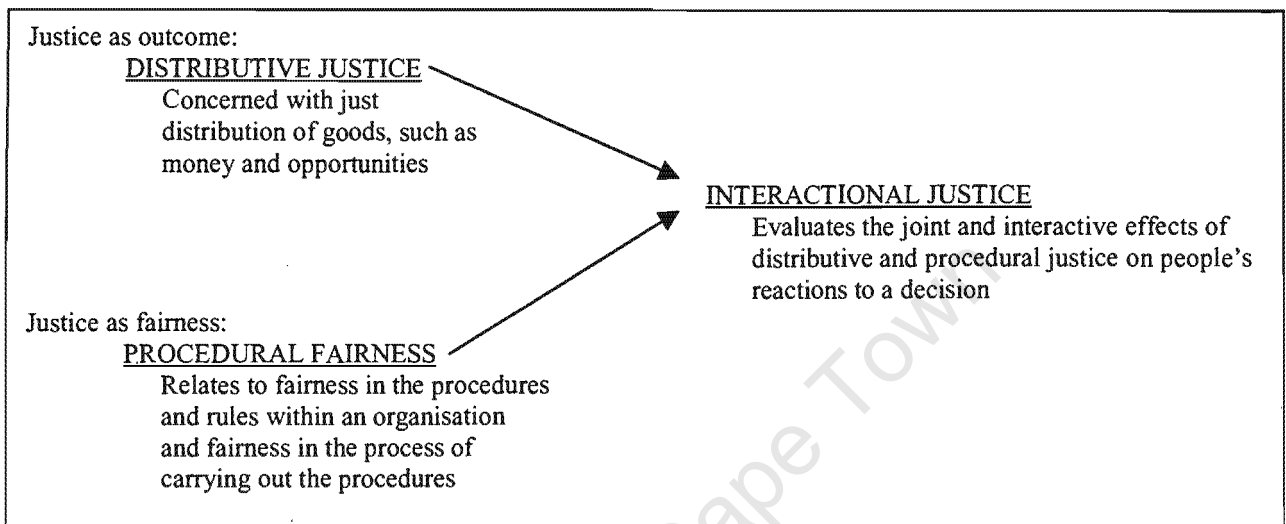 Justice as outcome:
DISTRIBUTIVE JUSTICE
Concerned with just
distribution of goods, such as
money and opportunities
INTERACTIONAL JUSTICE
Evaluates the joint and interactive effects of
distributive and procedural justice on people's
reactions to a decision
Justice as fairness:
PROCEDURAL FAIRNESS
Relates to fairness in the procedures
and rules within an organisation
and fairness in the process of
carrying out the procedures
ape Town